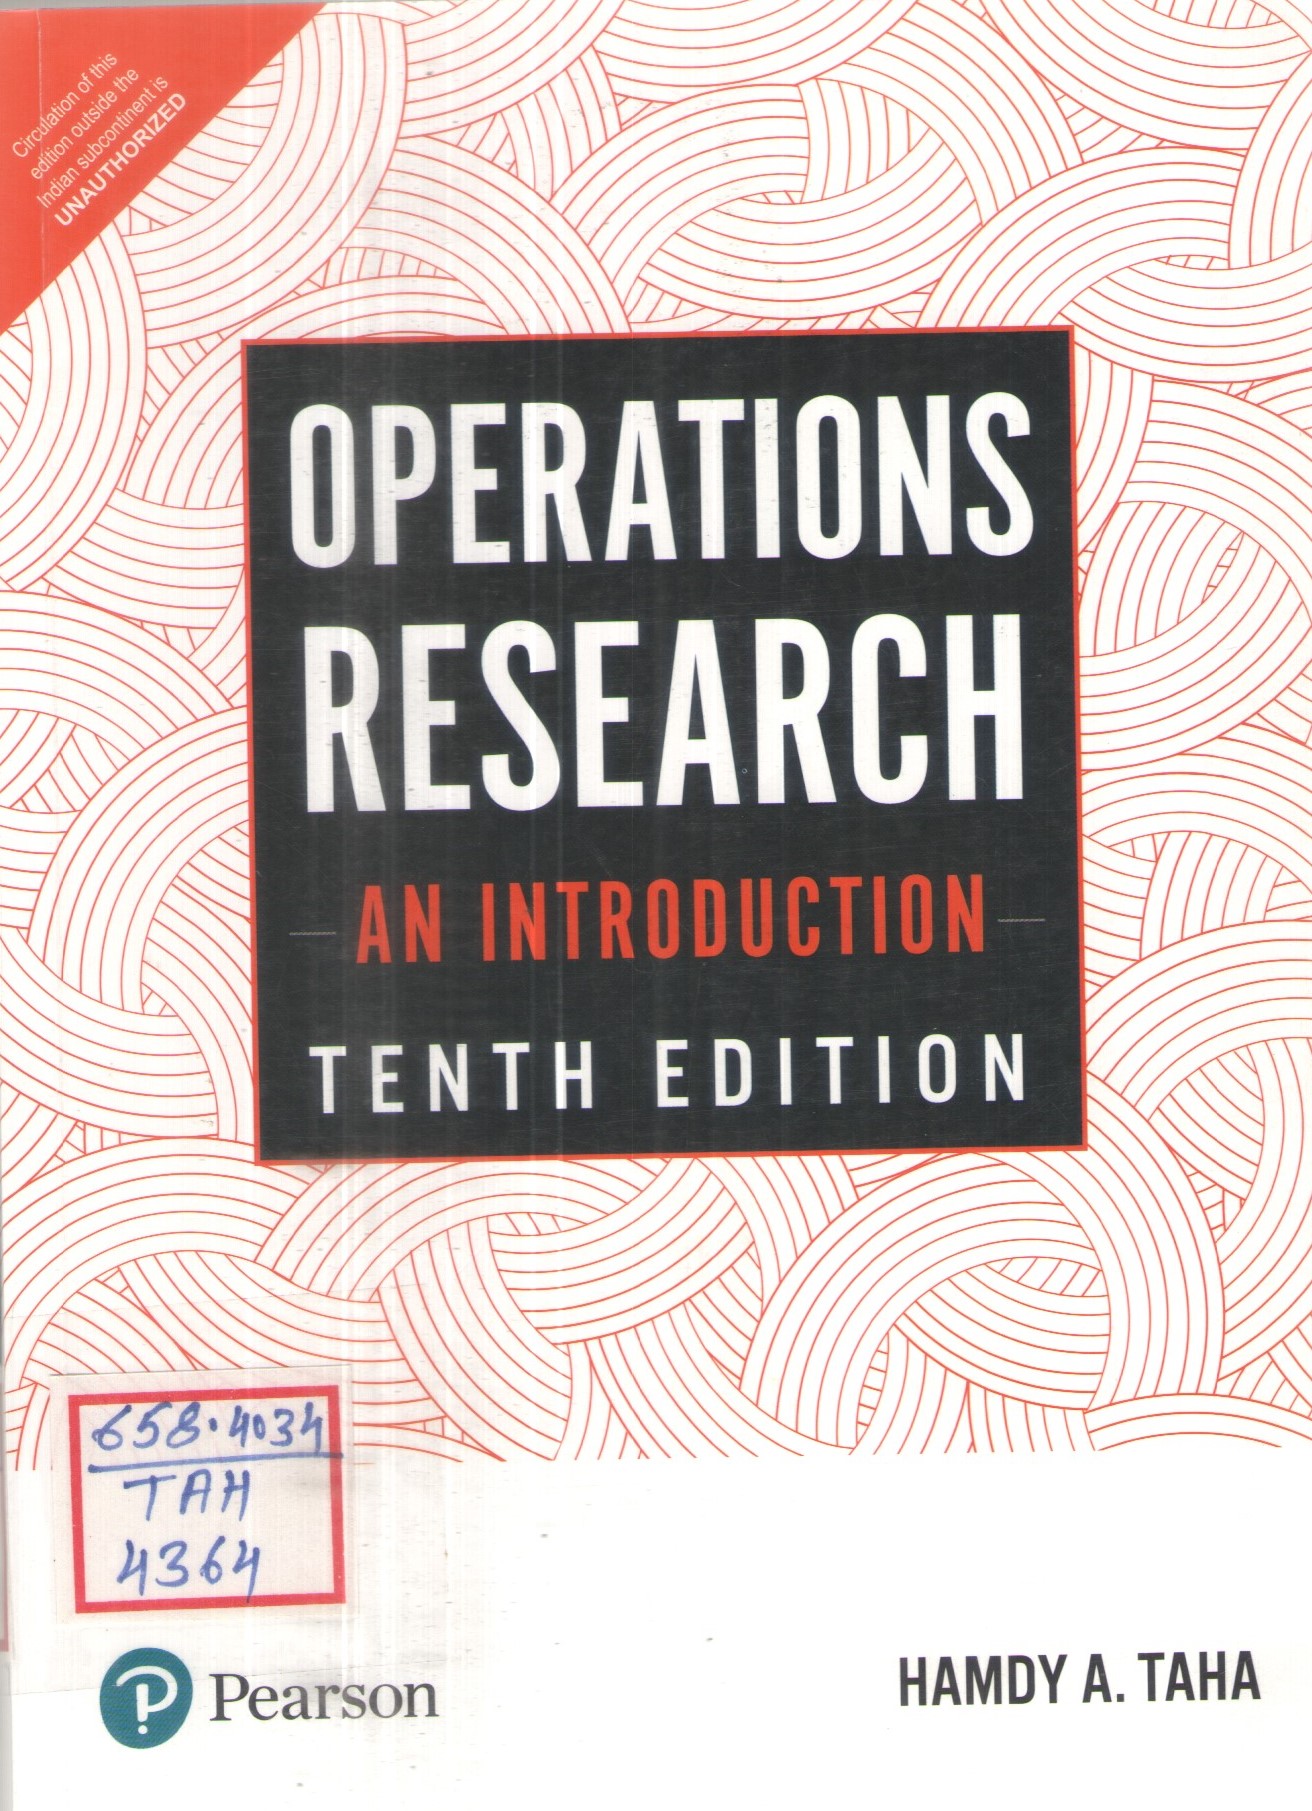 Circulation of this
edition outside the
Indian subcontinent is
UNAUTHORIZED
OPERATIONS
RESEARCH
AN INTRODUCTION
TENTH EDITION
658.4034
TAH
4364
Pearson
HAMDY A. TAHA